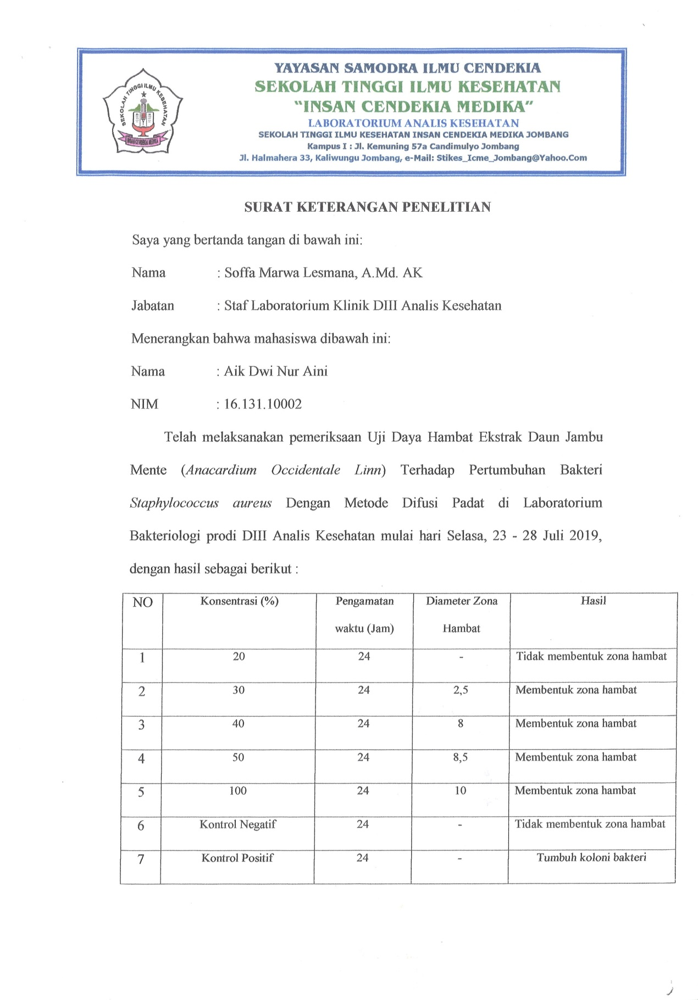 SEKOLAH TINGGI ILMU KESEHATAN
INSAN CENDEKIA MEDIKA
YAYASAN SAMODRA ILMU CENDEKIA
SEKOLAH TINGGI ILMU KESEHATAN
"INSAN CENDEKIA MEDIKA"
LABORATORIUM ANALIS KESEHATAN
SEKOLAH TINGGI ILMU KESEHATAN INSAN CENDEKIA MEDIKA JOMBANG
Kampus I : Jl. Kemuning 57a Candimulyo Jombang
Jl. Halmahera 33, Kaliwungu Jombang, e-Mail: Stikes_Icme_Jombang@Yahoo.Com
SURAT KETERANGAN PENELITIAN
Saya yang bertanda tangan di bawah ini:
Nama : Soffa Marwa Lesmana, A.Md. AK
Jabatan : Staf Laboratorium Klinik DIII Analis Kesehatan
Menerangkan bahwa mahasiswa dibawah ini:
Nama : Aik Dwi Nur Aini
NIM : 16.131.10002
Telah melaksanakan pemeriksaan Uji Daya Hambat Ekstrak Daun Jambu
Mente (Anacardium Occidentale Linn) Terhadap Pertumbuhan Bakteri
Staphylococcus aureus Dengan Metode Difusi Padat di Laboratorium
Bakteriologi prodi DIII Analis Kesehatan mulai hari Selasa, 23 - 28 Juli 2019,
dengan hasil sebagai berikut :
NO Konsentrasi (%) Pengamatan Diameter Zona Hasil
waktu (Jam) Hambat
1 20 24 - Tidak membentuk zona hambat
2 30 24 2,5 Membentuk zona hambat
3 40 24 8 Membentuk zona hambat
4 50 24 8,5 Membentuk zona hambat
5 100 24 10 Membentuk zona hambat
6 Kontrol Negatif 24 - Tidak membentuk zona hambat
7 Kontrol Positif 24 - Tumbuh koloni bakteri